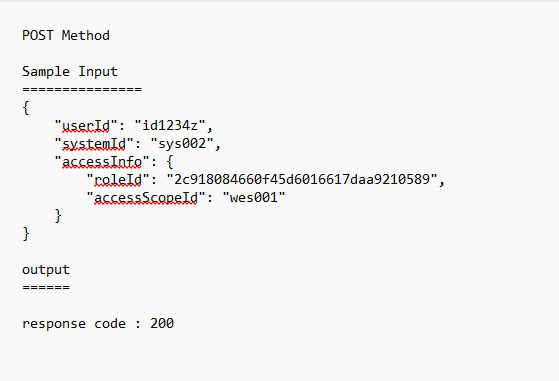 POST Method
Sample Input
===============
{
    "userId": "id1234z",
    "systemId": "sys002",
    "accessInfo": {
        "roleId": "2c918084660f45d6016617daa9210589",
        "accessScopeId": "wes001"
    }
}
output
======
response code : 200